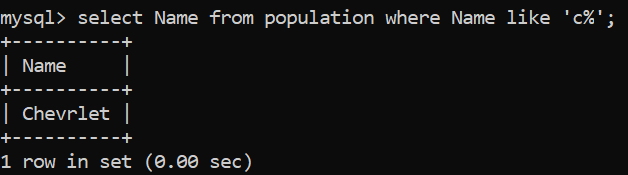 mysql> select Name from population where Name like 'c%';
+----------+
| Name     |
+----------+
| Chevrlet |
+----------+
1 row in set (0.00 sec)